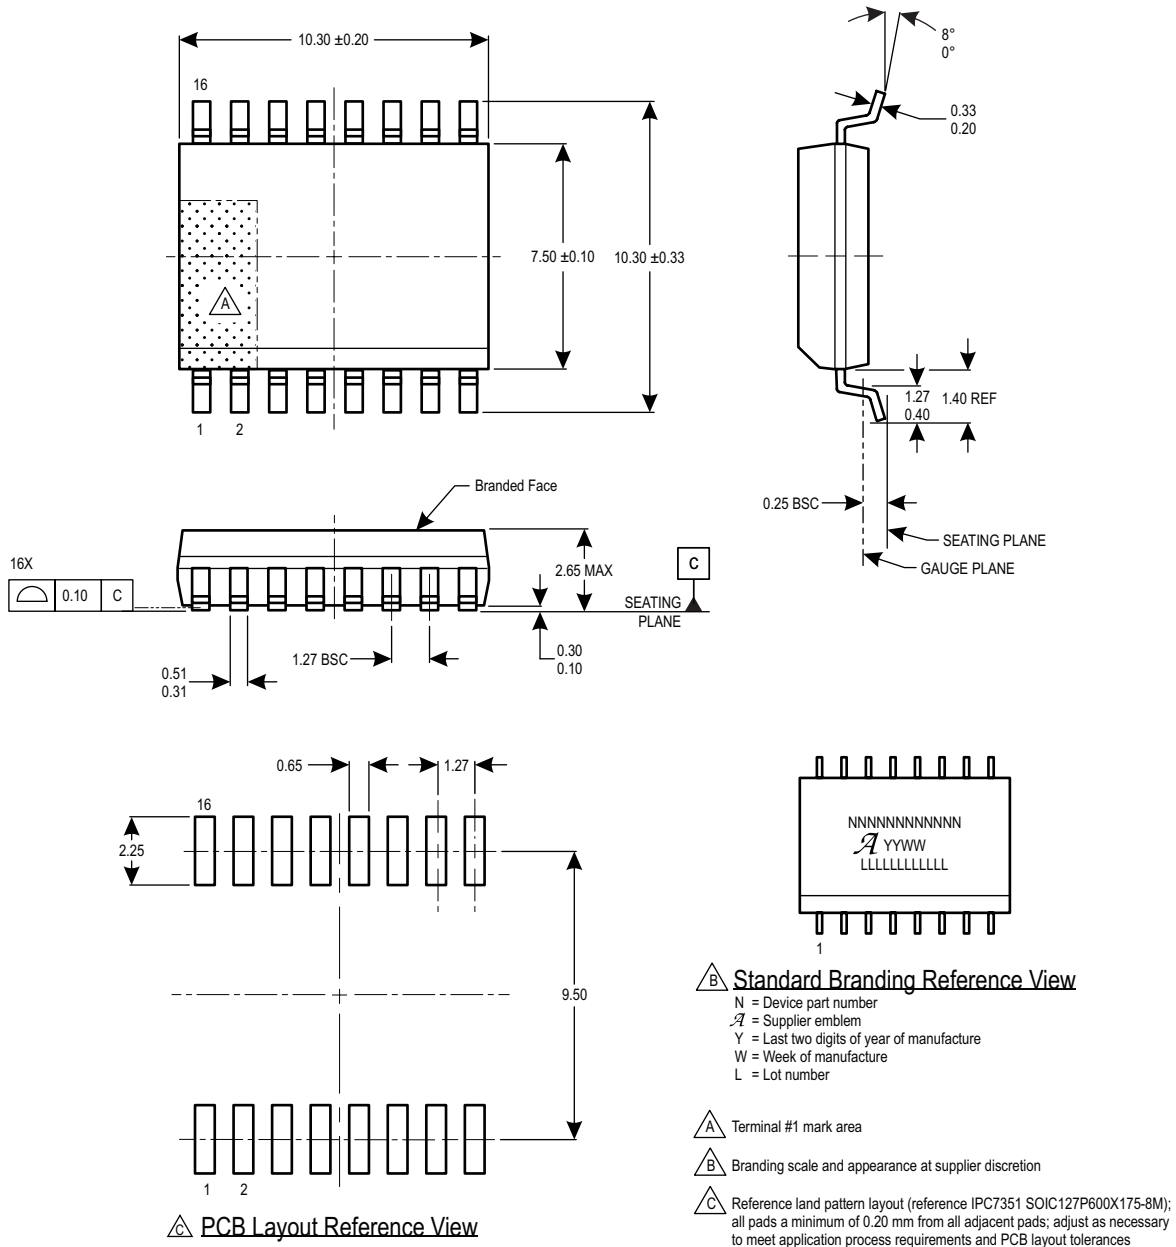 10.30 ±0.20
16
7.50 ±0.10
10.30 ±0.33
A
1 2
8°
0°
0.33
0.20
1.27
0.40
1.40 REF
0.25 BSC
SEATING PLANE
GAUGE PLANE
Branded Face
16X
0.10 C
2.65 MAX
C
SEATING
PLANE
0.30
0.10
1.27 BSC
0.51
0.31
0.65
1.27
16
2.25
9.50
1 2
C PCB Layout Reference View
NNNNNNNNNNNN
A YYWW
LLLLLLLLLLLL
1
B Standard Branding Reference View
N = Device part number
A = Supplier emblem
Y = Last two digits of year of manufacture
W = Week of manufacture
L = Lot number
A Terminal #1 mark area
B Branding scale and appearance at supplier discretion
C Reference land pattern layout (reference IPC7351 SOIC127P600X175-8M);
all pads a minimum of 0.20 mm from all adjacent pads; adjust as necessary
to meet application process requirements and PCB layout tolerances